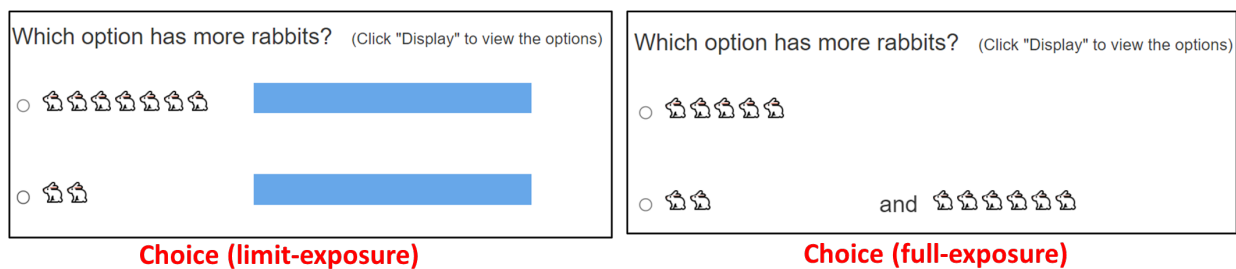 Which option has more rabbits? (Click "Display" to view the options)
Choice (limit-exposure)
Which option has more rabbits? (Click "Display" to view the options)
and
Choice (full-exposure)